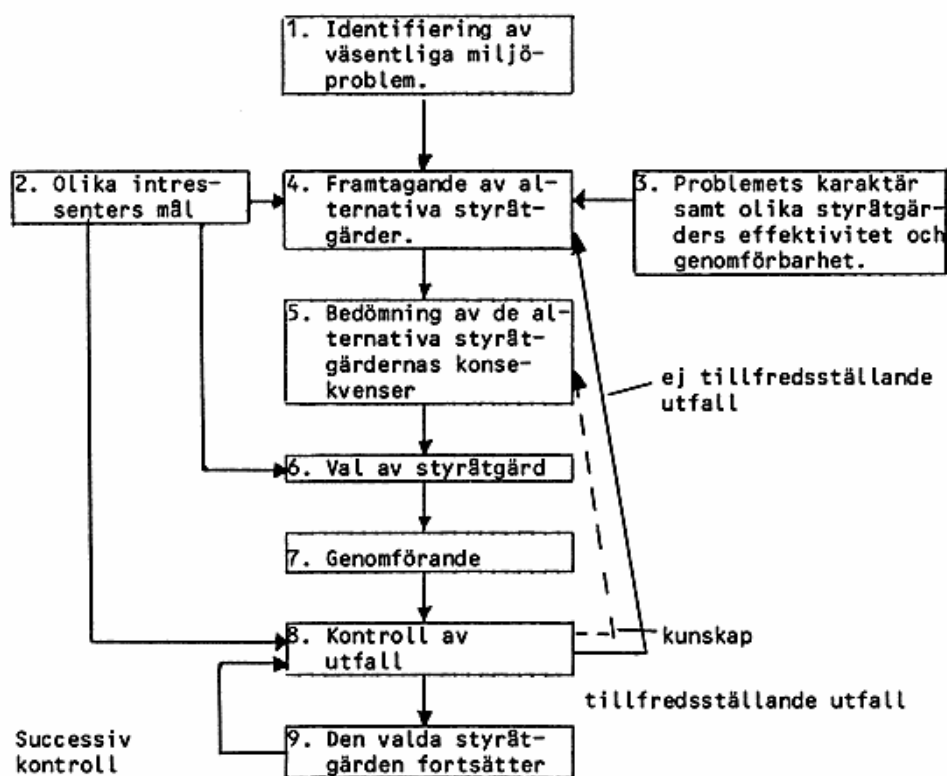 1. Identifiering av
väsentliga miljö-
problem.
2. Olika intres-
senters mål
4. Framtagande av al-
ternativa styråt-
gärder.
3. Problemets karaktär
samt olika styråtgär-
ders effektivitet och
genomförbarhet.
5. Bedömning av de al-
ternativa styråt-
gärdernas konse-
kvenser
ej tillfredsställande
utfall
6. Val av styråtgärd
7. Genomförande
8. Kontroll av
utfall
kunskap
tillfredsställande utfall
Successiv
kontroll
9. Den valda styråt-
gärden fortsätter